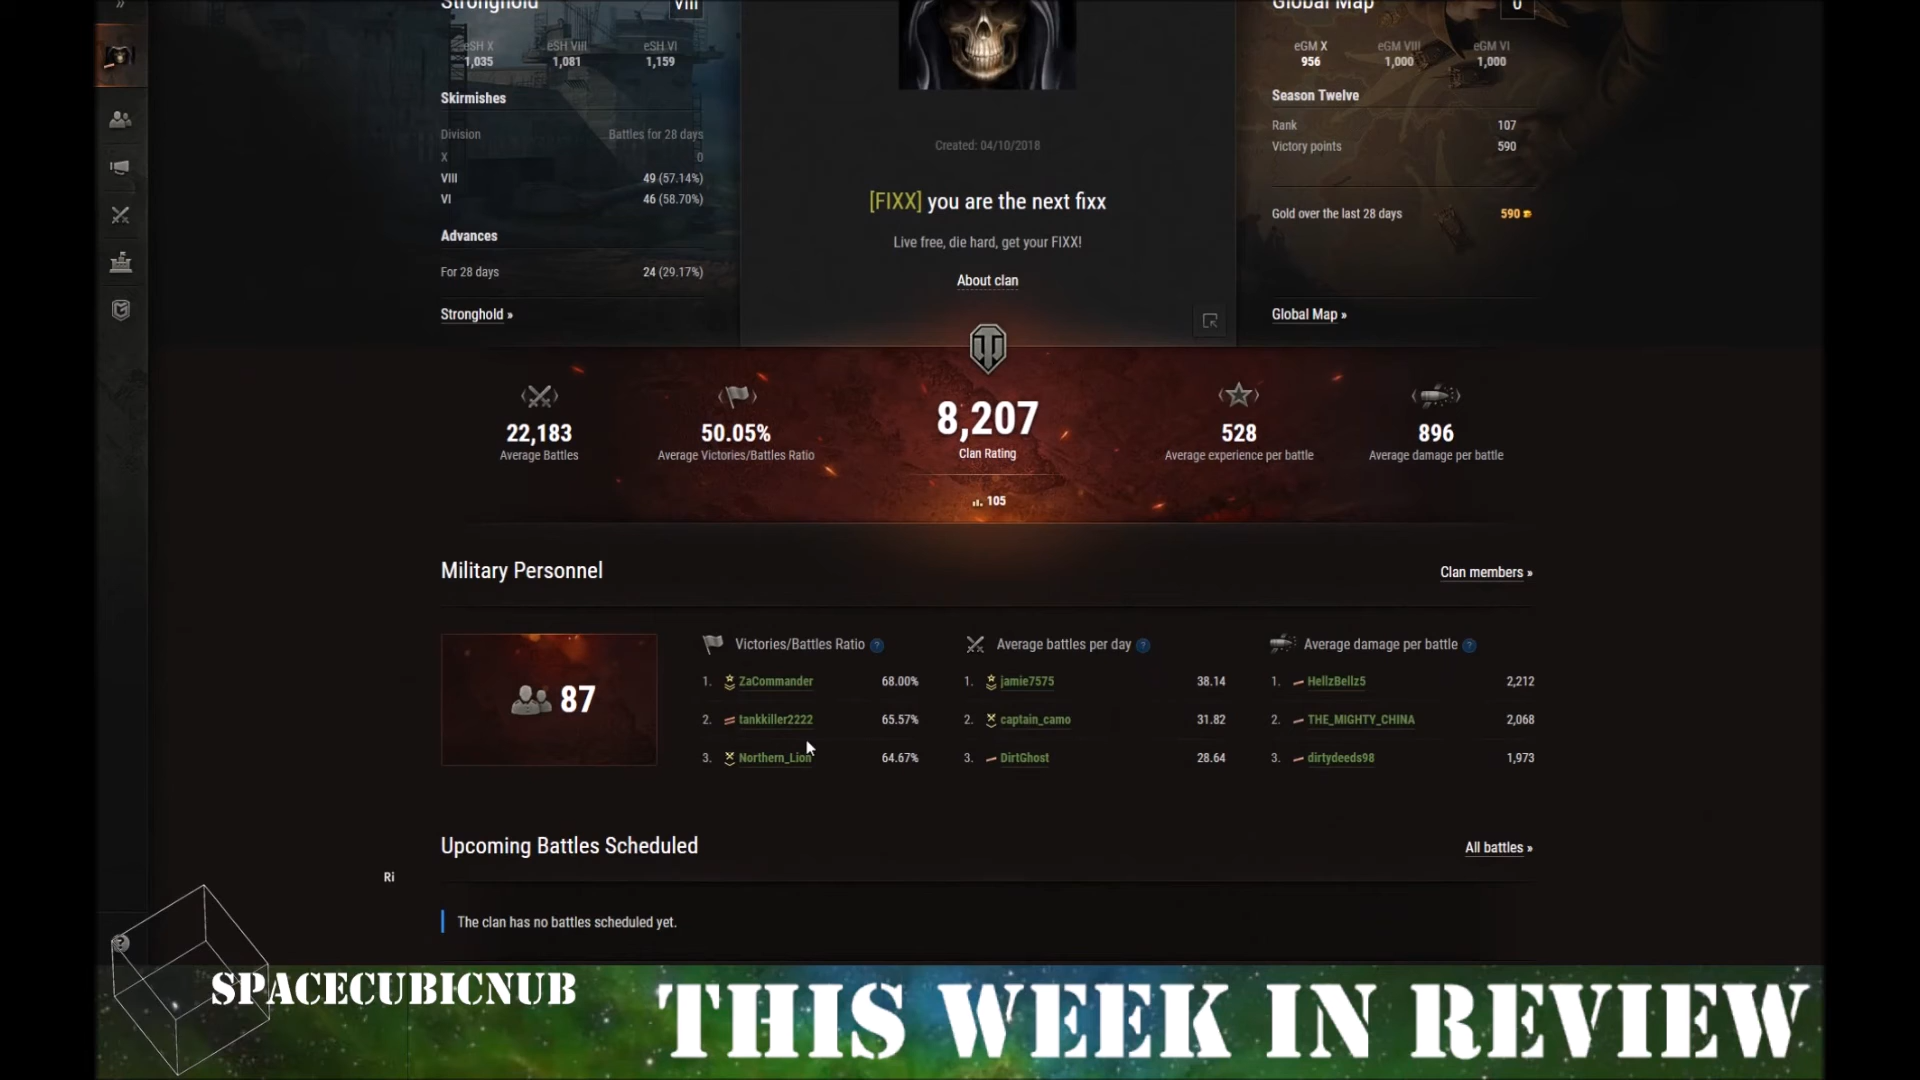 Stronghold VIII
eSH X eSH VIII eSH VI
1,035 1,081 1,159
Skirmishes
Division Battles for 28 days
X 0
VIII 49 (57.14%)
VI 46 (58.70%)
Advances
For 28 days 24 (29.17%)
Stronghold »
Created: 04/10/2018
[FIXX] you are the next fixx
Live free, die hard, get your FIXX!
About clan
Global Map 0
eGM X eGM VIII eGM VI
956 1,000 1,000
Season Twelve
Rank 107
Victory points 590
Gold over the last 28 days 590
Global Map »
22,183
Average Battles
50.05%
Average Victories/Battles Ratio
8,207
Clan Rating
105
528
Average experience per battle
896
Average damage per battle
Military Personnel
Clan members »
87
Victories/Battles Ratio ?
1. ZaCommander 68.00%
2. tankkiller2222 65.57%
3. Northern_Lion 64.67%
Average battles per day ?
1. jamie7575 38.14
2. captain_camo 31.82
3. DirtGhost 28.64
Average damage per battle ?
1. HellzBellz5 2,212
2. THE_MIGHTY_CHINA 2,068
3. dirtydeeds98 1,973
Upcoming Battles Scheduled
All battles »
Ri
The clan has no battles scheduled yet.
SPACECUBICNUB
THIS WEEK IN REVIEW